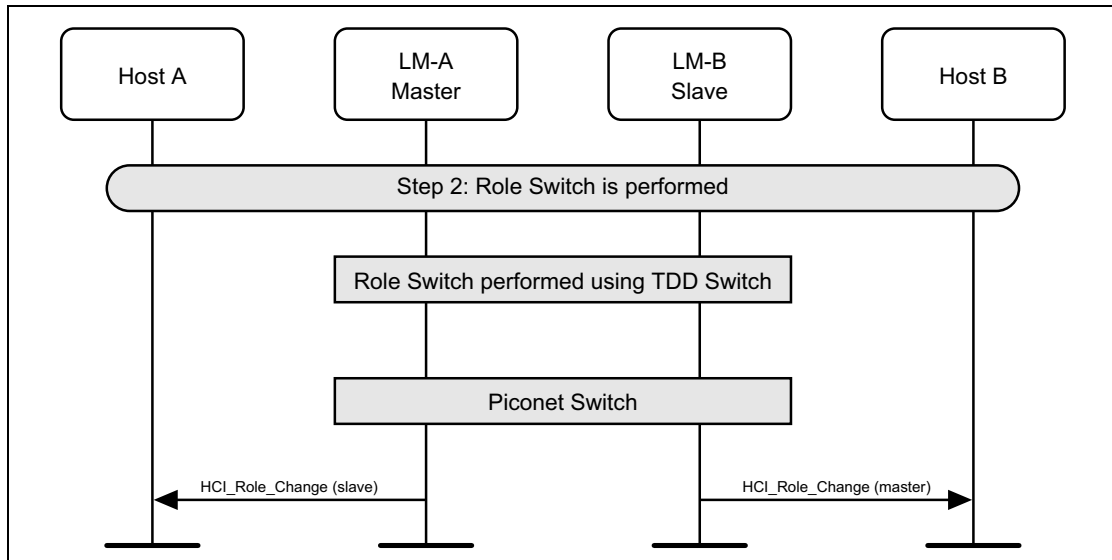 Host A
LM-A
Master
LM-B
Slave
Host B
Step 2: Role Switch is performed
Role Switch performed using TDD Switch
Piconet Switch
HCI_Role_Change (slave)
HCI_Role_Change (master)